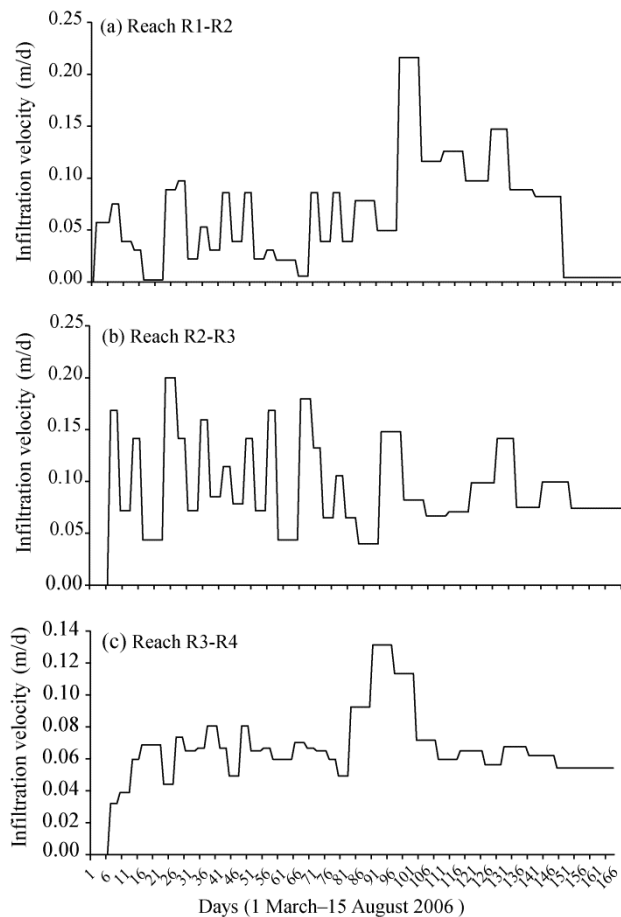 (a) Reach R1-R2
Infiltration velocity (m/d)
0.25
0.20
0.15
0.10
0.05
0.00
(b) Reach R2-R3
Infiltration velocity (m/d)
0.25
0.20
0.15
0.10
0.05
0.00
(c) Reach R3-R4
Infiltration velocity (m/d)
0.14
0.12
0.10
0.08
0.06
0.04
0.02
0.00
1 6 11 16 21 26 31 36 41 46 51 56 61 66 71 76 81 86 91 96 101 106 111 116 121 126 131 136 141 146 151 156 161 166
Days (1 March–15 August 2006 )